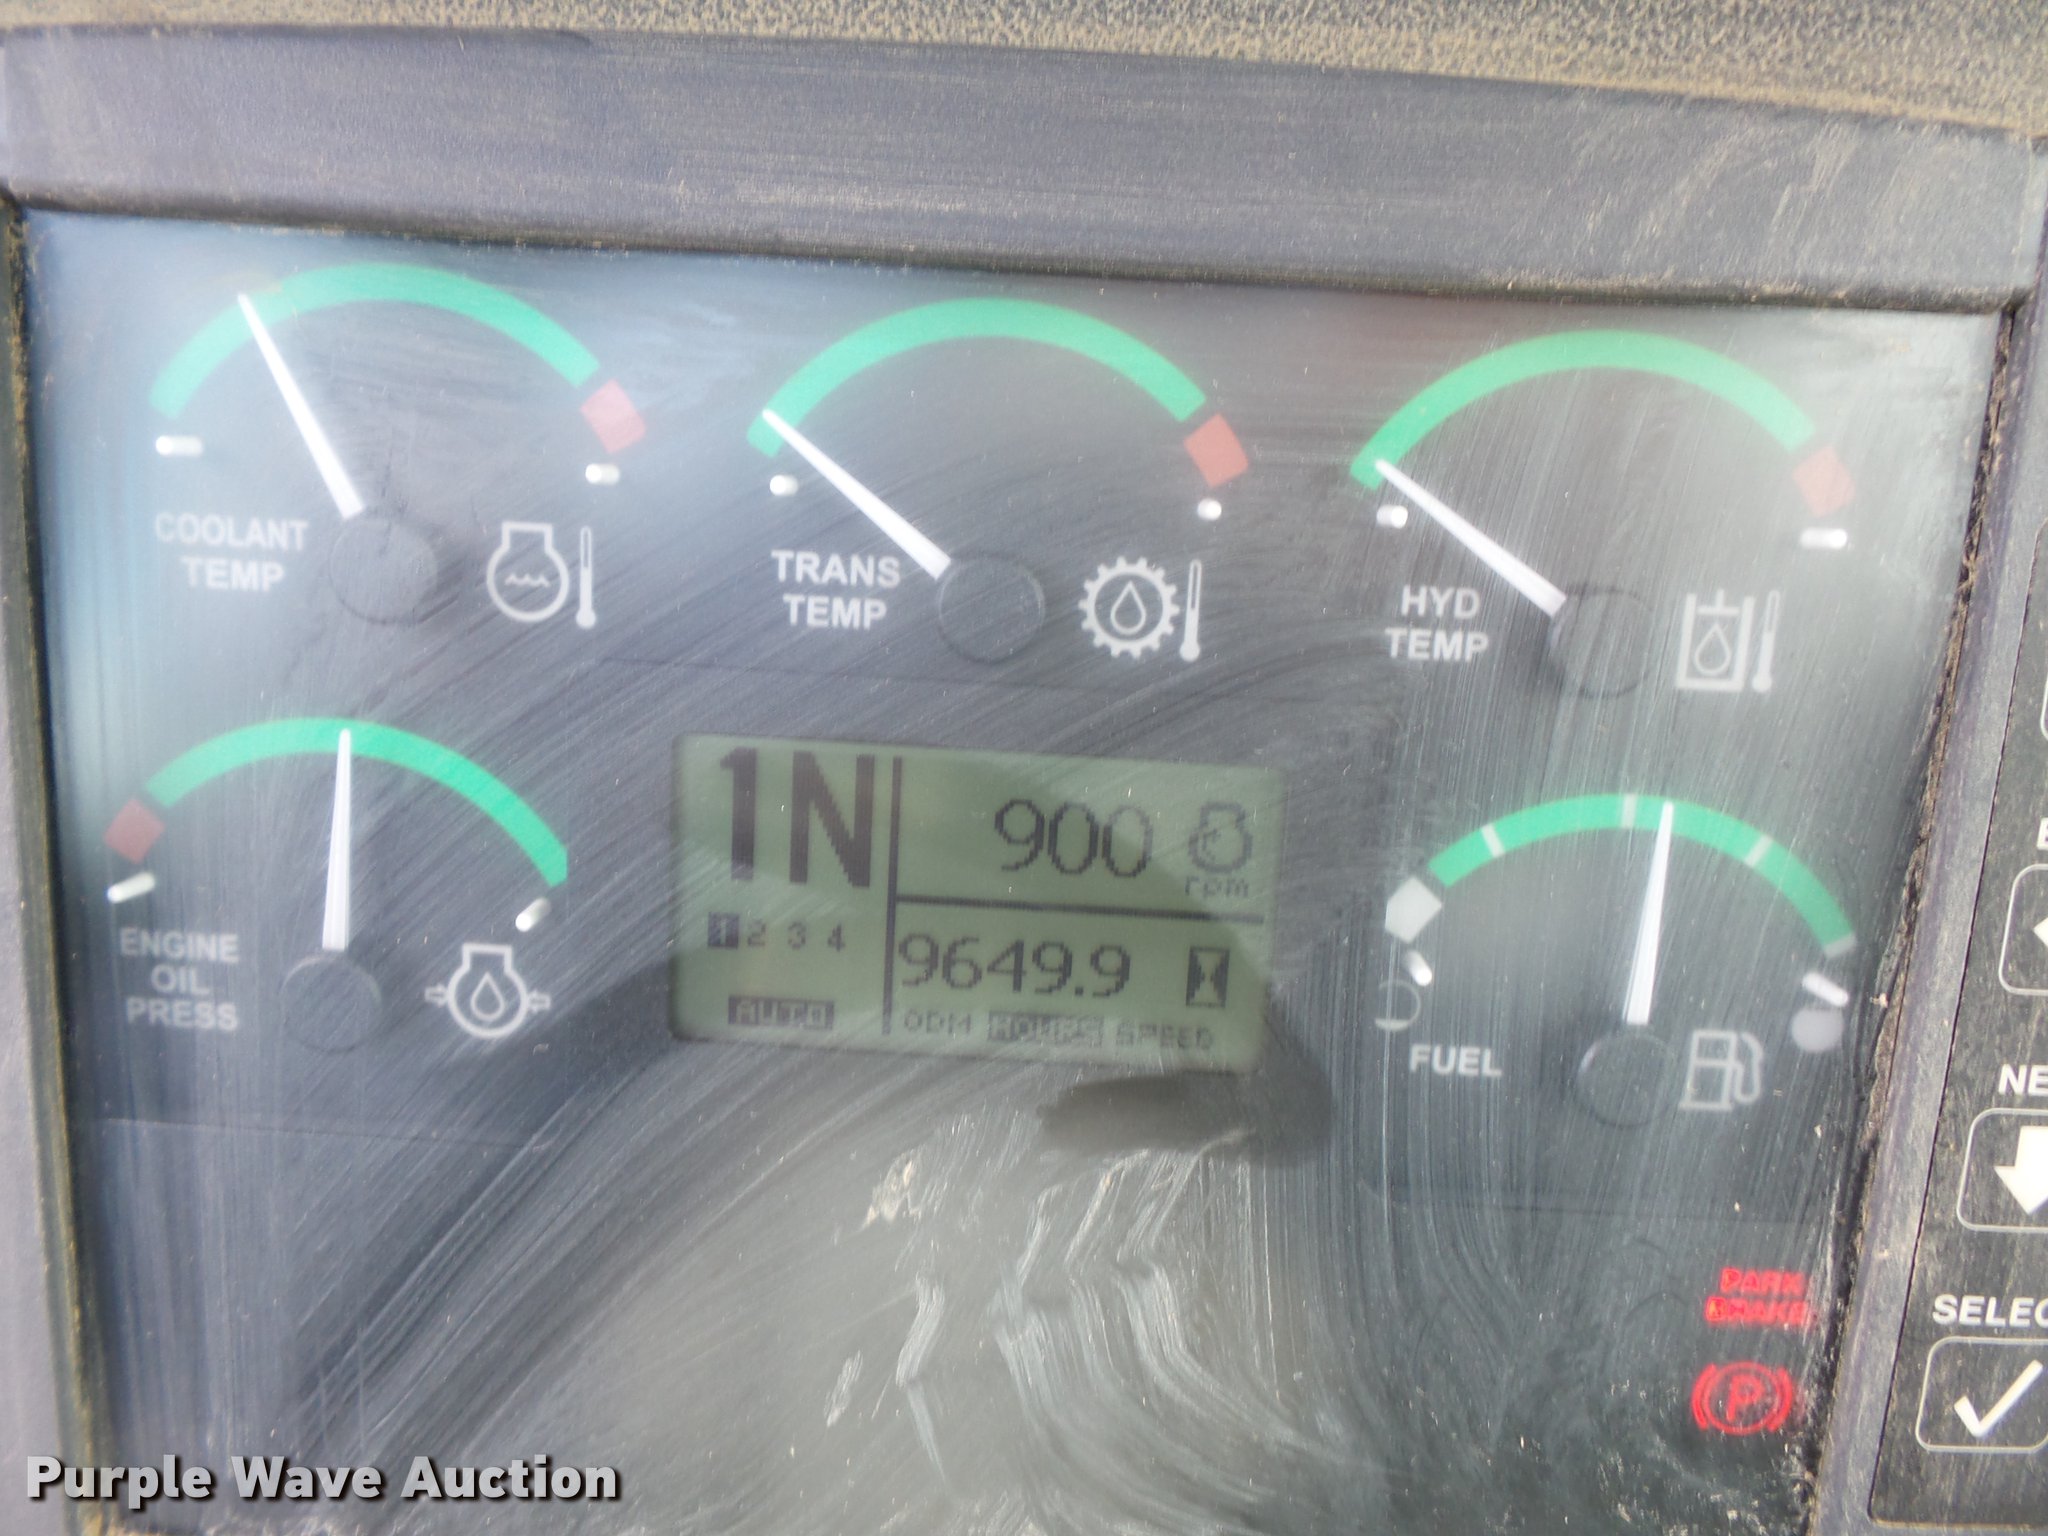 COOLANT
TEMP
TRANS
TEMP
HYD
TEMP
ENGINE
OIL
PRESS
1N
900
rpm
1 2 3 4
9649.9
AUTO
ODM HOURS SPEED
FUEL
NE
PARK
BRAKE
P
SELEC
Purple Wave Auction